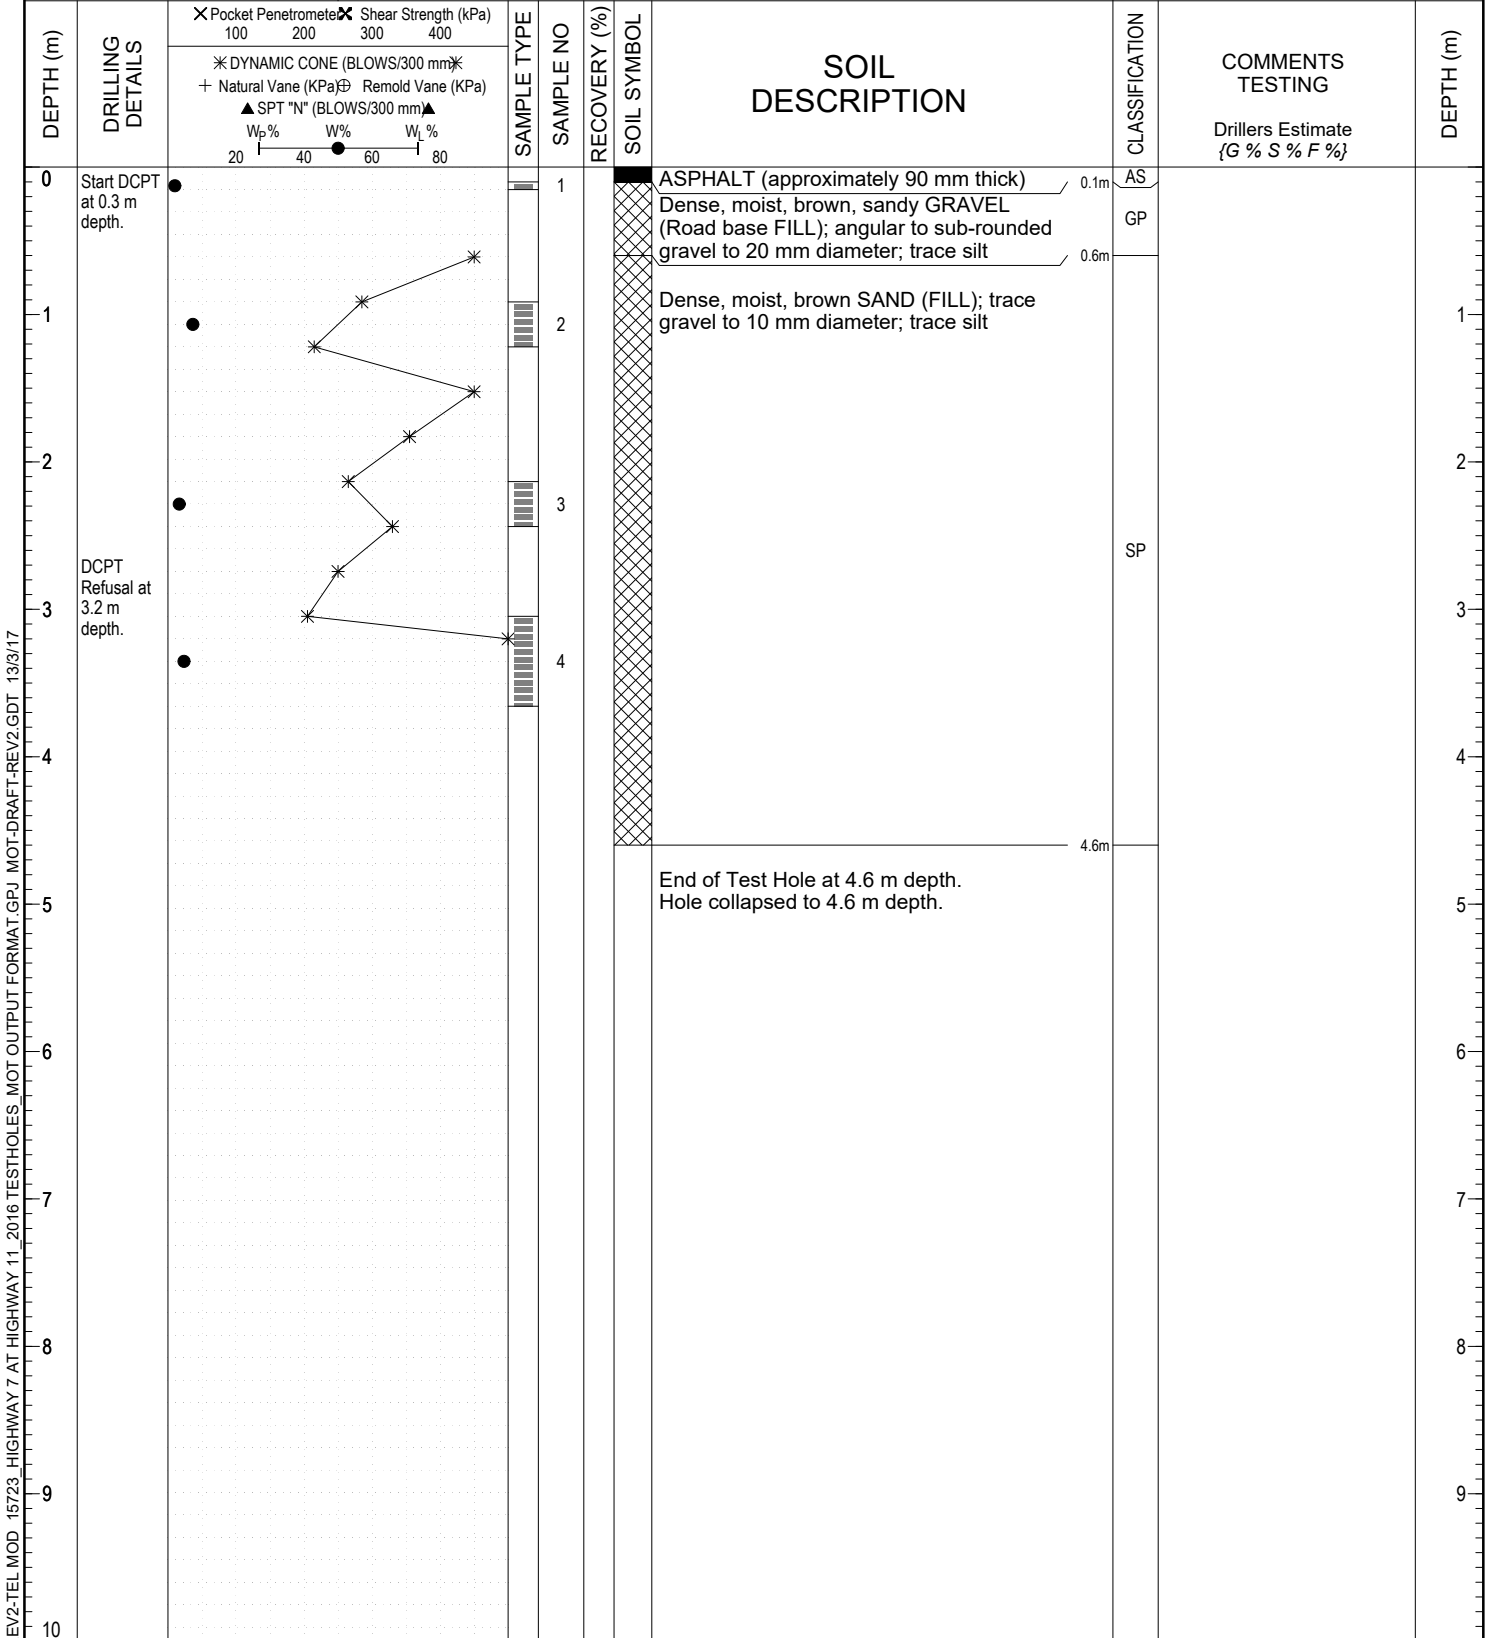 DEPTH (m)
DRILLING
DETAILS
Pocket Penetrometer Shear Strength (kPa)
100 200 300 400
DYNAMIC CONE (BLOWS/300 mm)
Natural Vane (KPa) Remold Vane (KPa)
SPT "N" (BLOWS/300 mm)
WP% W% WL%
20 40 60 80
SAMPLE TYPE
SAMPLE NO
RECOVERY (%)
SOIL SYMBOL
SOIL
DESCRIPTION
CLASSIFICATION
COMMENTS
TESTING
Drillers Estimate
{G % S % F %}
DEPTH (m)
0
Start DCPT
at 0.3 m
depth.
1
ASPHALT (approximately 90 mm thick)
0.1m
AS
Dense, moist, brown, sandy GRAVEL
(Road base FILL); angular to sub-rounded
gravel to 20 mm diameter; trace silt
GP
0.6m
Dense, moist, brown SAND (FILL); trace
gravel to 10 mm diameter; trace silt
1
2
1
2
2
3
SP
DCPT
Refusal at
3.2 m
depth.
3
3
4
4
4
4.6m
End of Test Hole at 4.6 m depth.
Hole collapsed to 4.6 m depth.
5
5
6
6
7
7
8
8
9
9
10
EV2-TEL MOD 15723_HIGHWAY 7 AT HIGHWAY 11_2016 TESTHOLES_MOT OUTPUT FORMAT.GPJ MOT-DRAFT-REV2.GDT 13/3/17